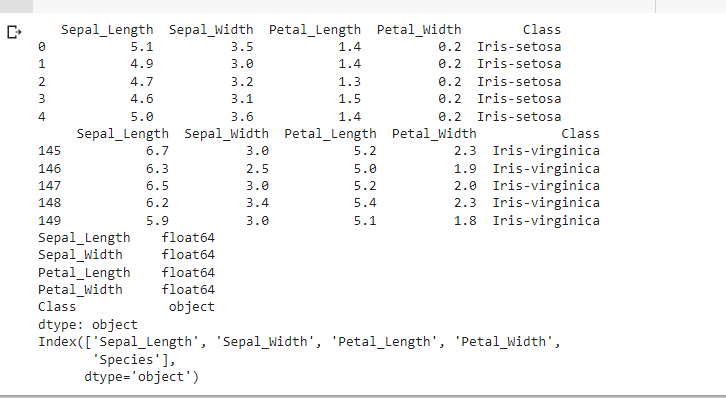 Sepal_Length Sepal_Width Petal_Length Petal_Width Class
0 5.1 3.5 1.4 0.2 Iris-setosa
1 4.9 3.0 1.4 0.2 Iris-setosa
2 4.7 3.2 1.3 0.2 Iris-setosa
3 4.6 3.1 1.5 0.2 Iris-setosa
4 5.0 3.6 1.4 0.2 Iris-setosa
Sepal_Length Sepal_Width Petal_Length Petal_Width Class
145 6.7 3.0 5.2 2.3 Iris-virginica
146 6.3 2.5 5.0 1.9 Iris-virginica
147 6.5 3.0 5.2 2.0 Iris-virginica
148 6.2 3.4 5.4 2.3 Iris-virginica
149 5.9 3.0 5.1 1.8 Iris-virginica
Sepal_Length float64
Sepal_Width float64
Petal_Length float64
Petal_Width float64
Class object
dtype: object
Index(['Sepal_Length', 'Sepal_Width', 'Petal_Length', 'Petal_Width',
'Species'],
dtype='object')